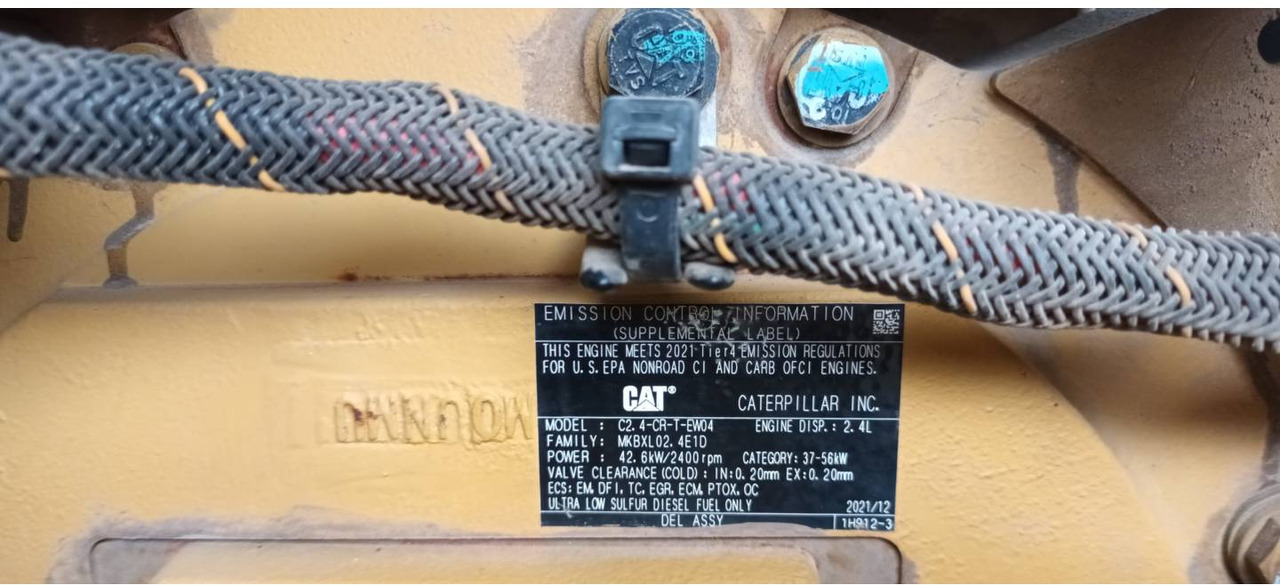 EMISSION CONTROL INFORMATION
(SUPPLEMENTAL LABEL)
THIS ENGINE MEETS 2021 Tier4 EMISSION REGULATIONS
FOR U.S. EPA NONROAD CI AND CARB OFCI ENGINES.
CAT® CATERPILLAR INC.
MODEL : C2.4-CR-T-EW04 ENGINE DISP.: 2.4L
FAMILY: MKBXL02.4E1D
POWER : 42.6kW/2400rpm CATEGORY: 37-56kW
VALVE CLEARANCE(COLD) : IN:0.20mm EX:0.20mm
ECS: EM, DFI, TC, EGR, ECM, PTOX, OC
ULTRA LOW SULFUR DIESEL FUEL ONLY 2021/12
DEL ASSY 1H912-3